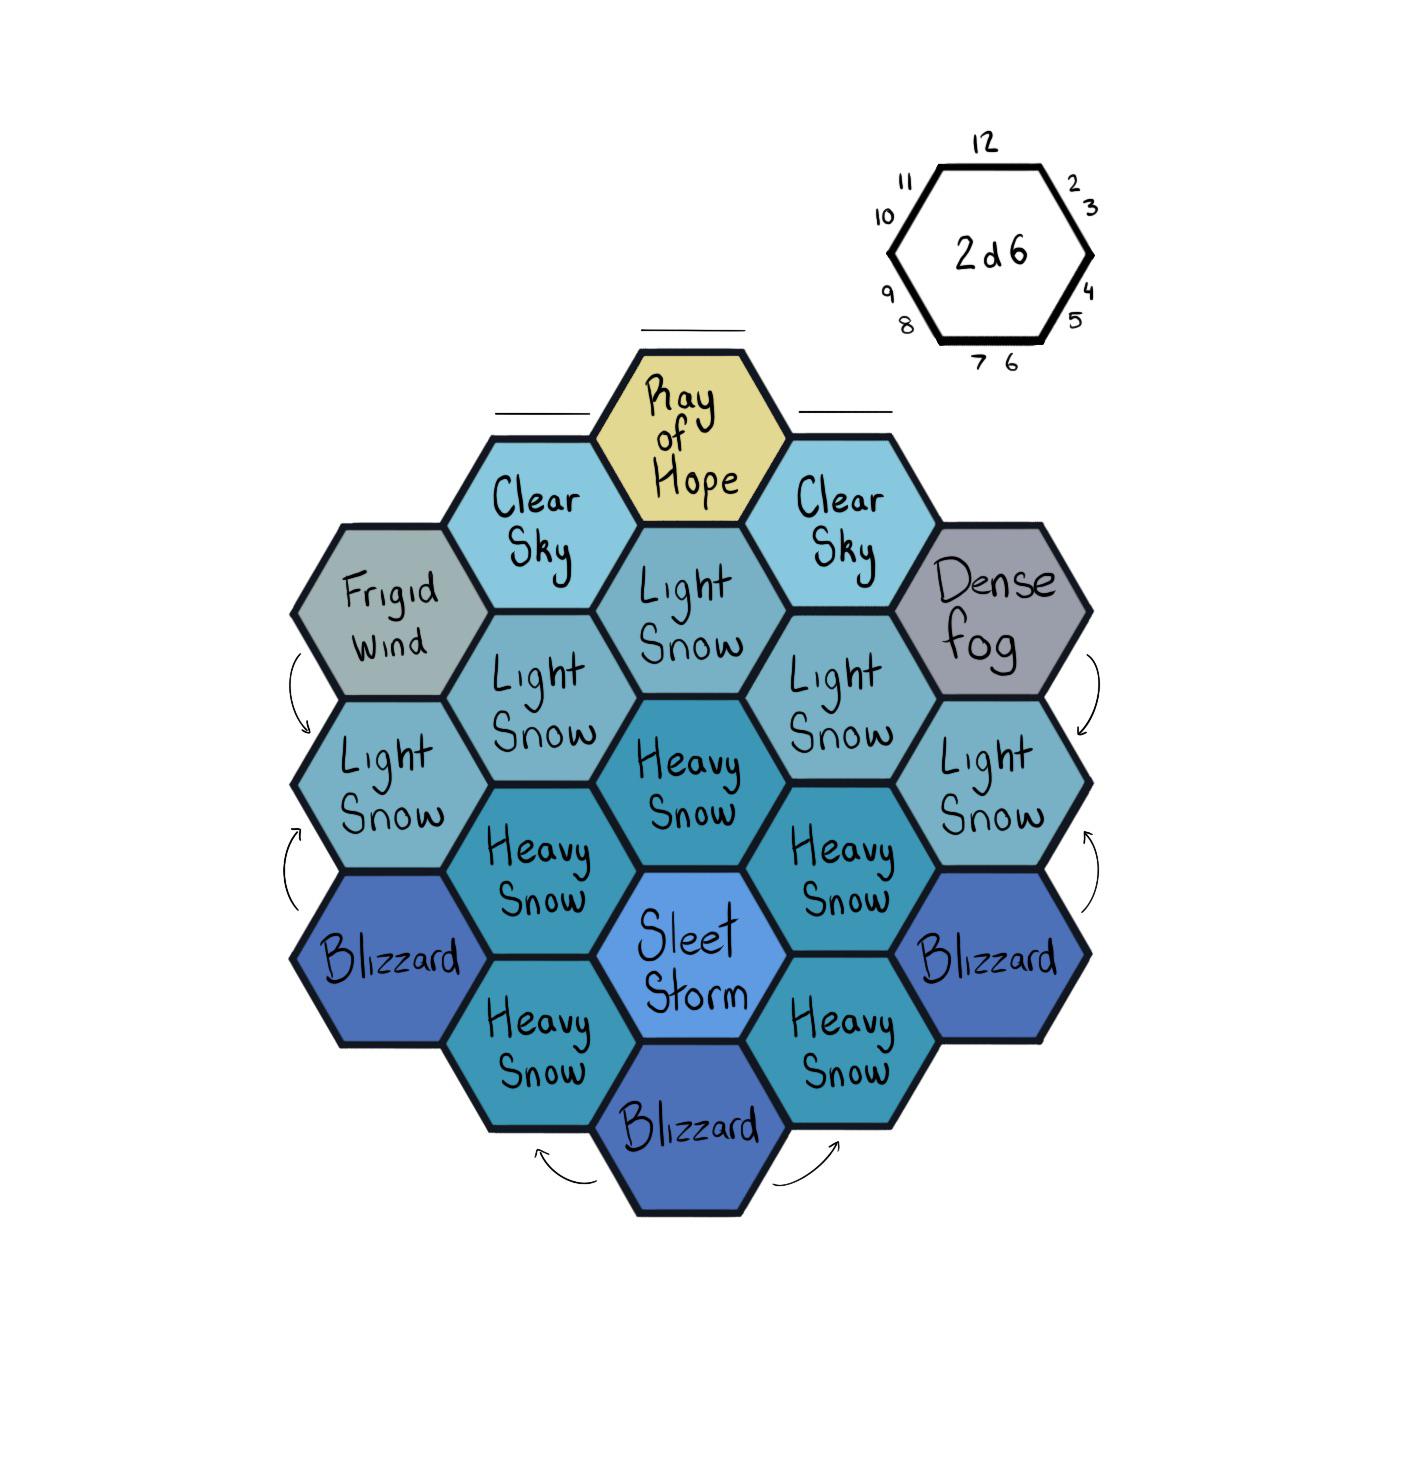 12
11
2
10
3
2d6
9
4
8
5
7 6
Ray
of
Hope
Clear
Sky
Clear
Sky
Frigid
Wind
Light
Snow
Dense
fog
Light
Snow
Light
Snow
Light
Snow
Heavy
Snow
Light
Snow
Heavy
Snow
Heavy
Snow
Blizzard
Sleet
Storm
Blizzard
Heavy
Snow
Heavy
Snow
Blizzard